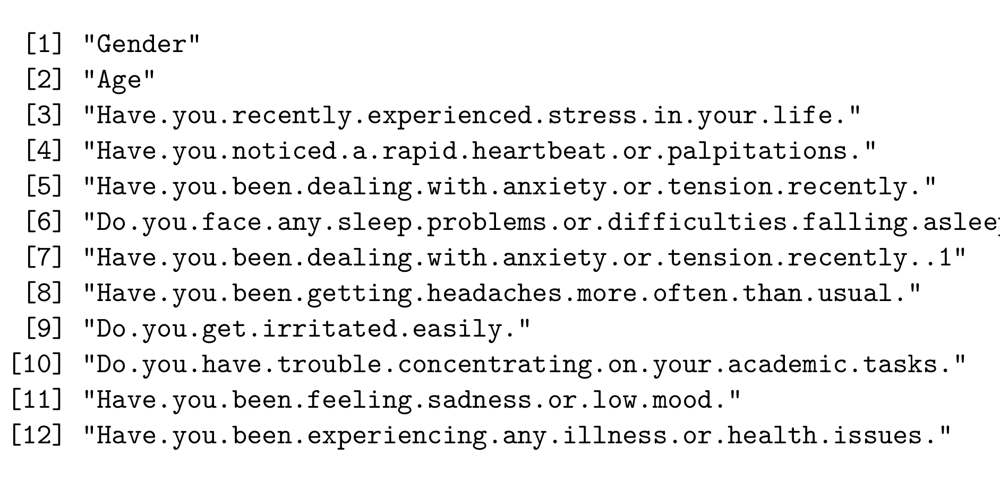 [1] "Gender"
[2] "Age"
[3] "Have.you.recently.experienced.stress.in.your.life."
[4] "Have.you.noticed.a.rapid.heartbeat.or.palpitations."
[5] "Have.you.been.dealing.with.anxiety.or.tension.recently."
[6] "Do.you.face.any.sleep.problems.or.difficulties.falling.asleep
[7] "Have.you.been.dealing.with.anxiety.or.tension.recently..1"
[8] "Have.you.been.getting.headaches.more.often.than.usual."
[9] "Do.you.get.irritated.easily."
[10] "Do.you.have.trouble.concentrating.on.your.academic.tasks."
[11] "Have.you.been.feeling.sadness.or.low.mood."
[12] "Have.you.been.experiencing.any.illness.or.health.issues."